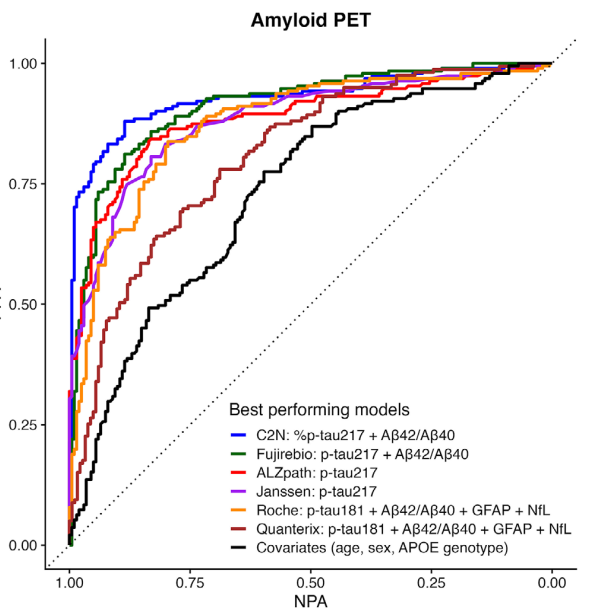 Amyloid PET
1.00
0.75
0.50
0.25
0.00
Best performing models
C2N: %p-tau217 + Aβ42/Aβ40
Fujirebio: p-tau217 + Aβ42/Aβ40
ALZpath: p-tau217
Janssen: p-tau217
Roche: p-tau181 + Aβ42/Aβ40 + GFAP + NfL
Quanterix: p-tau181 + Aβ42/Aβ40 + GFAP + NfL
Covariates (age, sex, APOE genotype)
1.00 0.75 0.50 0.25 0.00
NPA